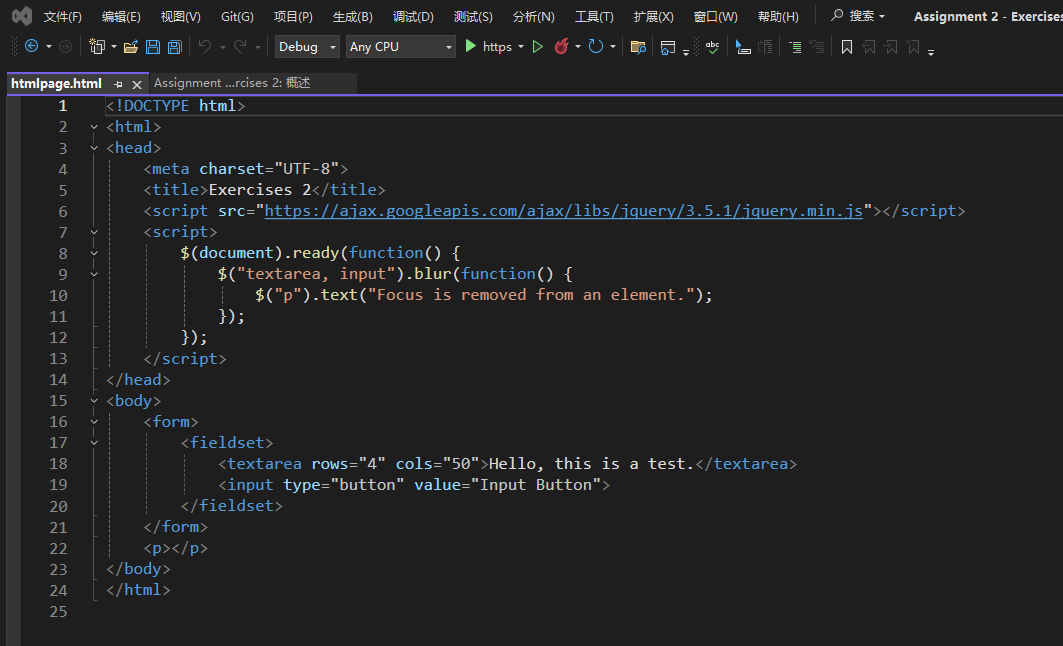 文件(F) 编辑(E) 视图(V) Git(G) 项目(P) 生成(B) 调试(D) 测试(S) 分析(N) 工具(T) 扩展(X) 窗口(W) 帮助(H) 搜索 Assignment 2 - Exercises
Debug Any CPU https abc
htmlpage.html Assignment ...rcises 2: 概述
1 <!DOCTYPE html>
2 <html>
3 <head>
4 <meta charset="UTF-8">
5 <title>Exercises 2</title>
6 <script src="https://ajax.googleapis.com/ajax/libs/jquery/3.5.1/jquery.min.js"></script>
7 <script>
8 $(document).ready(function() {
9 $("textarea, input").blur(function() {
10 $("p").text("Focus is removed from an element.");
11 });
12 });
13 </script>
14 </head>
15 <body>
16 <form>
17 <fieldset>
18 <textarea rows="4" cols="50">Hello, this is a test.</textarea>
19 <input type="button" value="Input Button">
20 </fieldset>
21 </form>
22 <p></p>
23 </body>
24 </html>
25